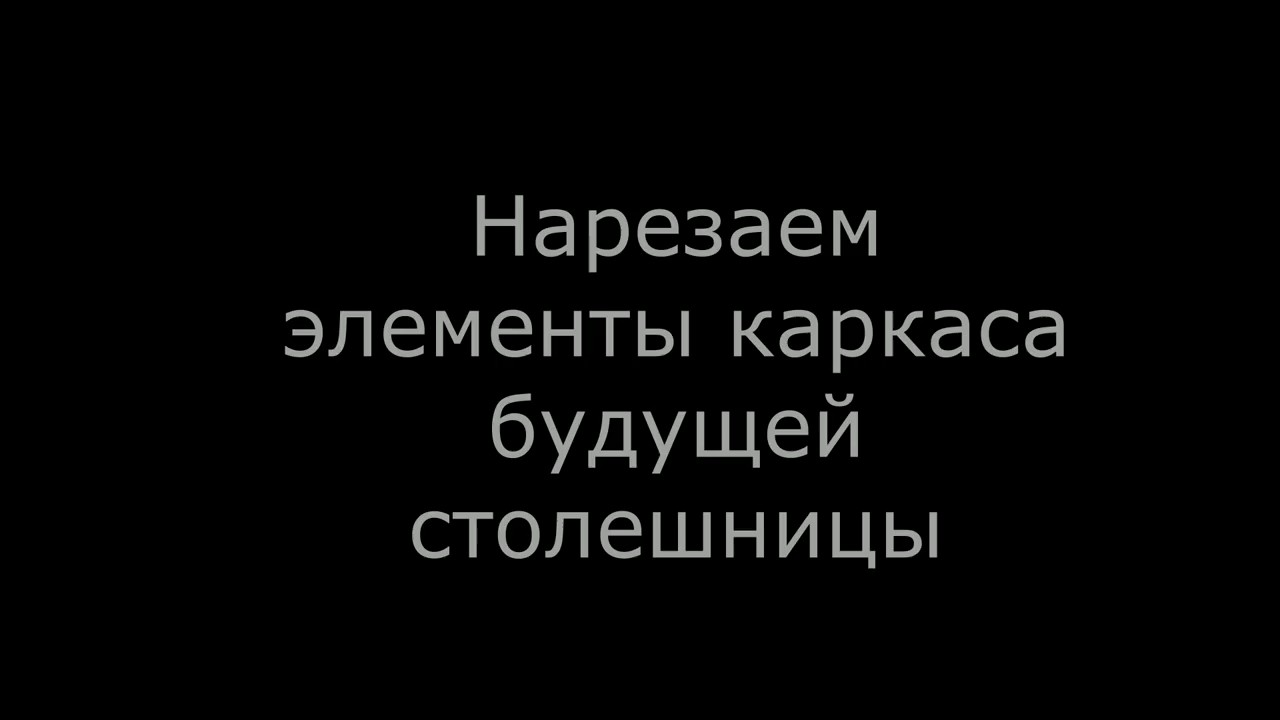 Нарезаем
элементы каркаса
будущей
столешницы